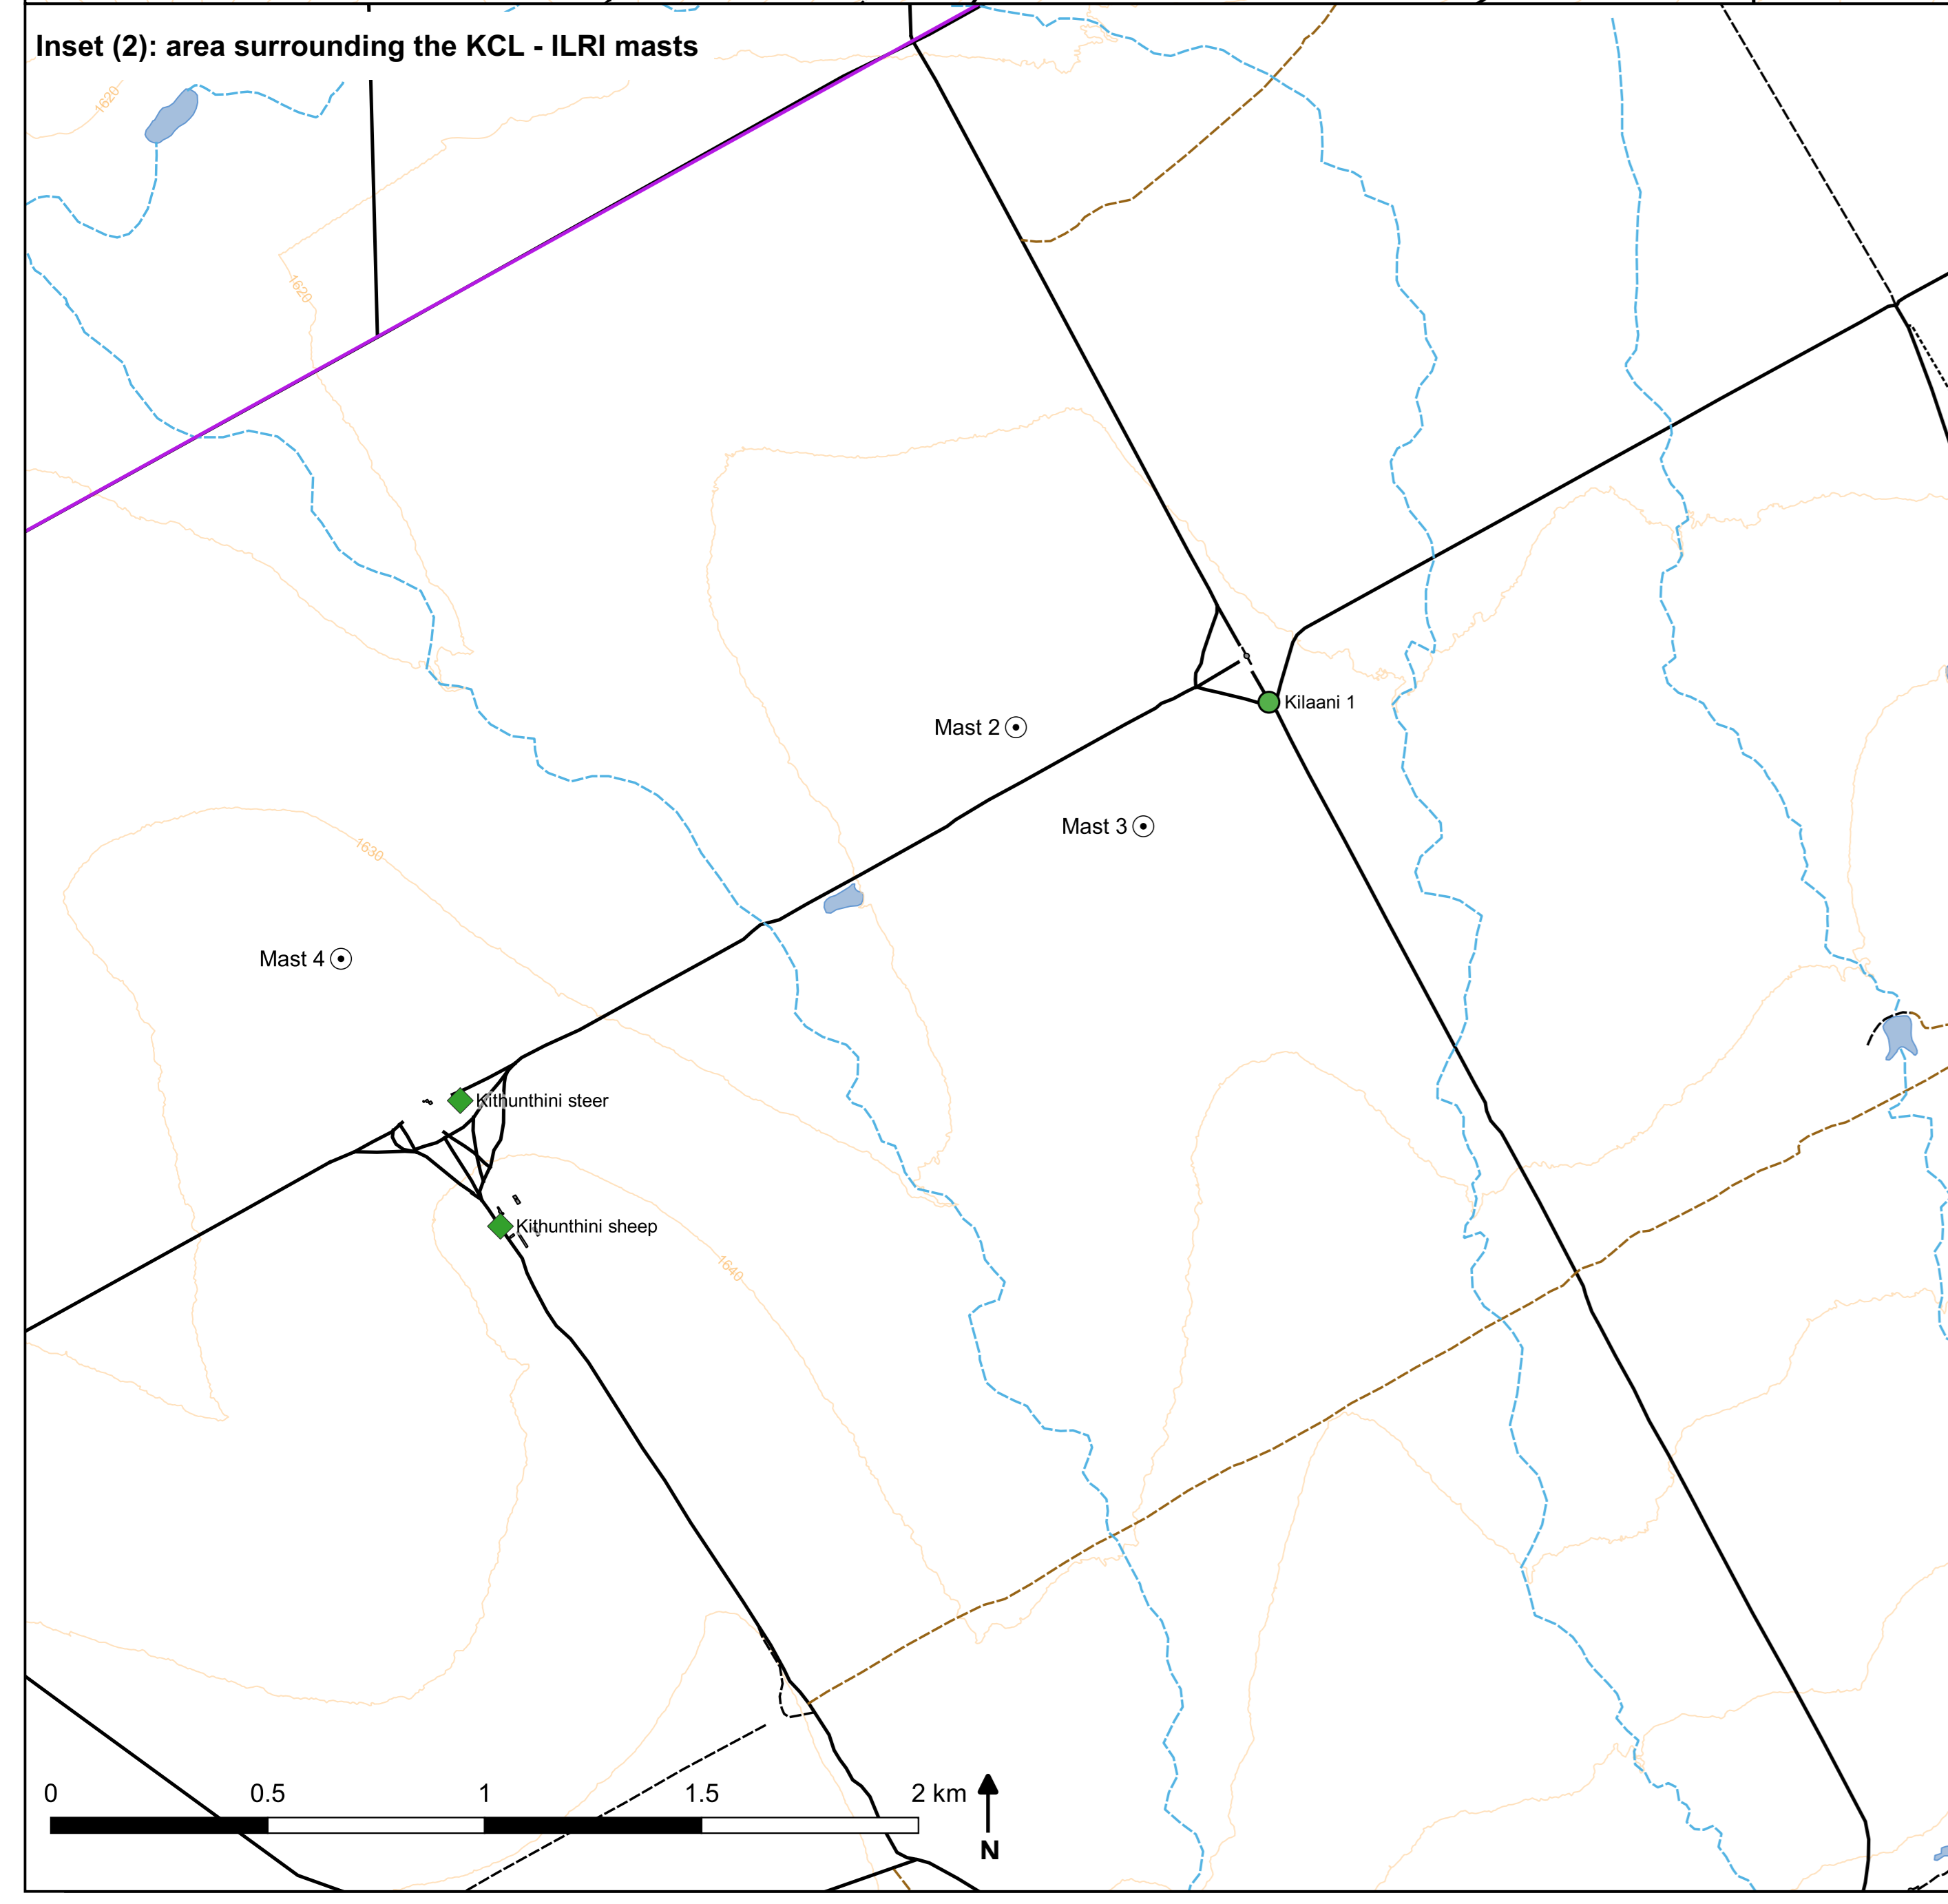 Inset (2): area surrounding the KCL - ILRI masts
1620
1620
Kilaani 1
Mast 2
Mast 3
1630
Mast 4
Kithunthini steer
Kithunthini sheep
1640
0 0.5 1 1.5 2 km
N